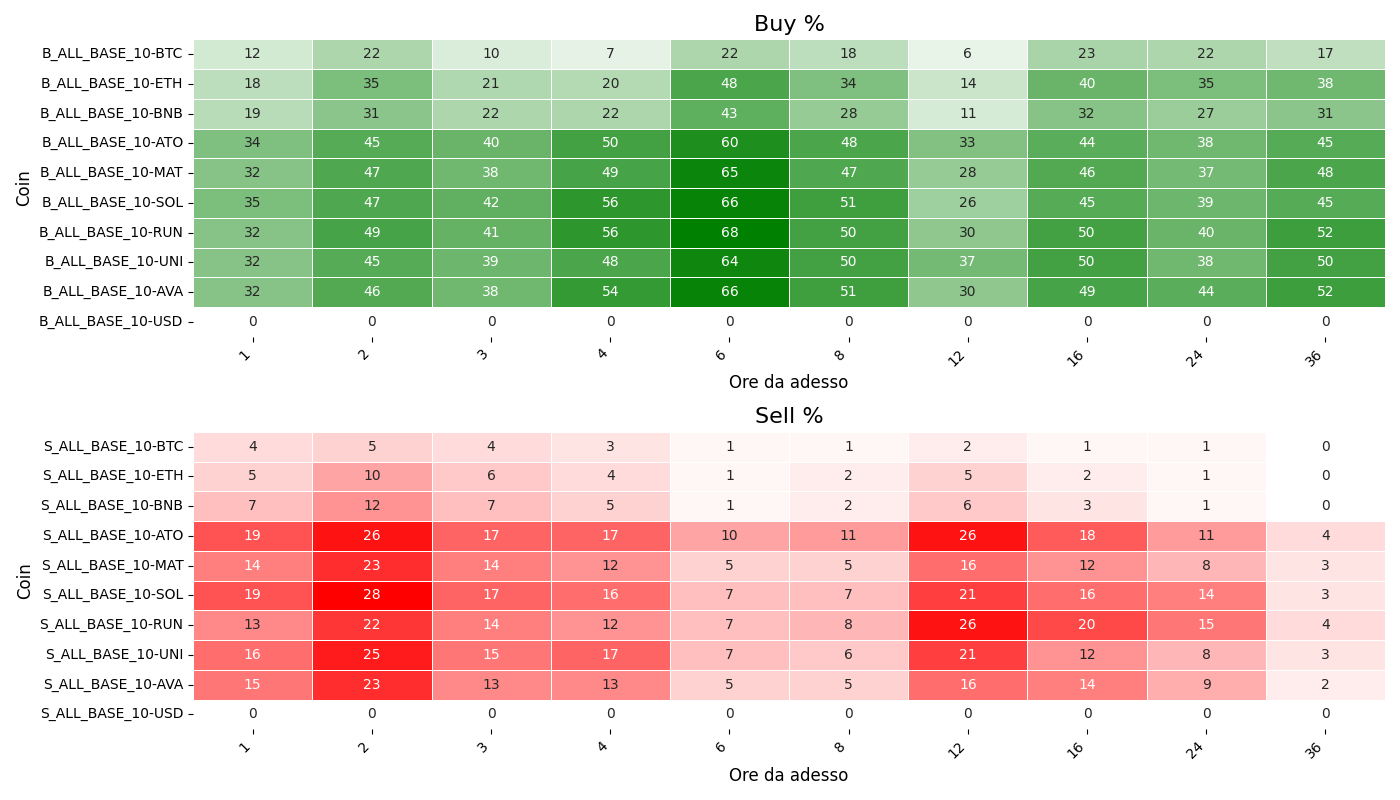 Buy %
Coin
B_ALL_BASE_10-BTC 12 22 10 7 22 18 6 23 22 17
B_ALL_BASE_10-ETH 18 35 21 20 48 34 14 40 35 38
B_ALL_BASE_10-BNB 19 31 22 22 43 28 11 32 27 31
B_ALL_BASE_10-ATO 34 45 40 50 60 48 33 44 38 45
B_ALL_BASE_10-MAT 32 47 38 49 65 47 28 46 37 48
B_ALL_BASE_10-SOL 35 47 42 56 66 51 26 45 39 45
B_ALL_BASE_10-RUN 32 49 41 56 68 50 30 50 40 52
B_ALL_BASE_10-UNI 32 45 39 48 64 50 37 50 38 50
B_ALL_BASE_10-AVA 32 46 38 54 66 51 30 49 44 52
B_ALL_BASE_10-USD 0 0 0 0 0 0 0 0 0 0
1 2 3 4 6 8 12 16 24 36
Ore da adesso
Sell %
Coin
S_ALL_BASE_10-BTC 4 5 4 3 1 1 2 1 1 0
S_ALL_BASE_10-ETH 5 10 6 4 1 2 5 2 1 0
S_ALL_BASE_10-BNB 7 12 7 5 1 2 6 3 1 0
S_ALL_BASE_10-ATO 19 26 17 17 10 11 26 18 11 4
S_ALL_BASE_10-MAT 14 23 14 12 5 5 16 12 8 3
S_ALL_BASE_10-SOL 19 28 17 16 7 7 21 16 14 3
S_ALL_BASE_10-RUN 13 22 14 12 7 8 26 20 15 4
S_ALL_BASE_10-UNI 16 25 15 17 7 6 21 12 8 3
S_ALL_BASE_10-AVA 15 23 13 13 5 5 16 14 9 2
S_ALL_BASE_10-USD 0 0 0 0 0 0 0 0 0 0
1 2 3 4 6 8 12 16 24 36
Ore da adesso